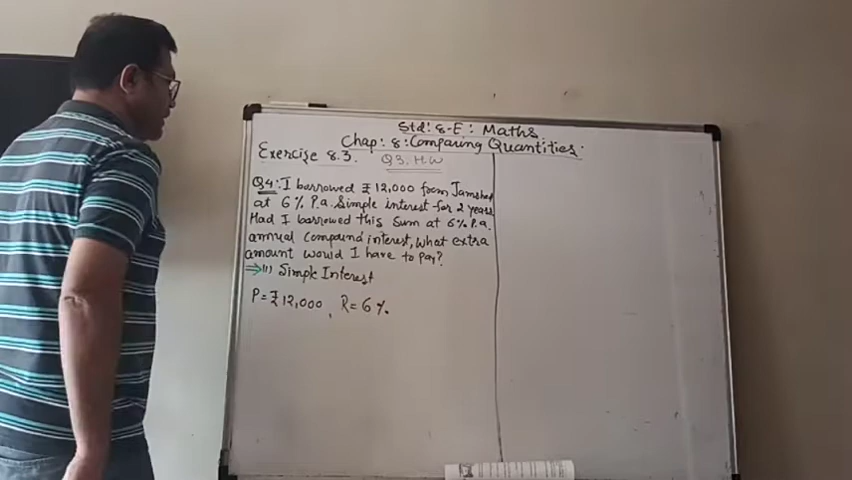 Std: 8-E: Maths
Chap: 8: Comparing Quantities.
Exercise 8.3. Q3. HW
Q4: I borrowed ₹12,000 from Jamshed
at 6% P.a. Simple interest for 2 years.
Had I borrowed this sum at 6% P.a.
annual compound interest, what extra
amount would I have to pay?
⇒ (i) Simple Interest
P = ₹12,000, R = 6%.